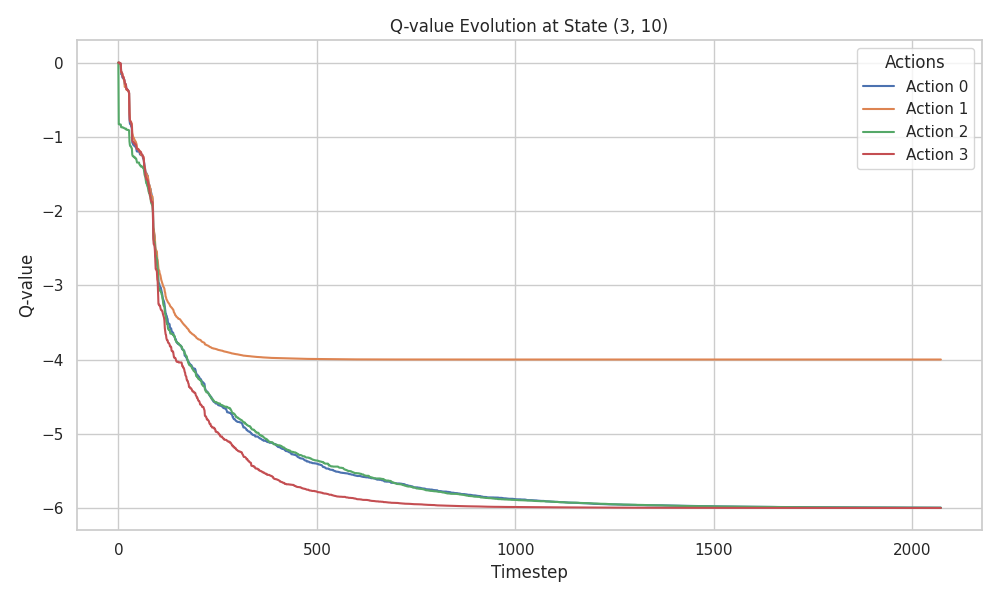 Q-value Evolution at State (3, 10)
Actions
Action 0
Action 1
Action 2
Action 3
Q-value
0
−1
−2
−3
−4
−5
−6
0
500
1000
1500
2000
Timestep